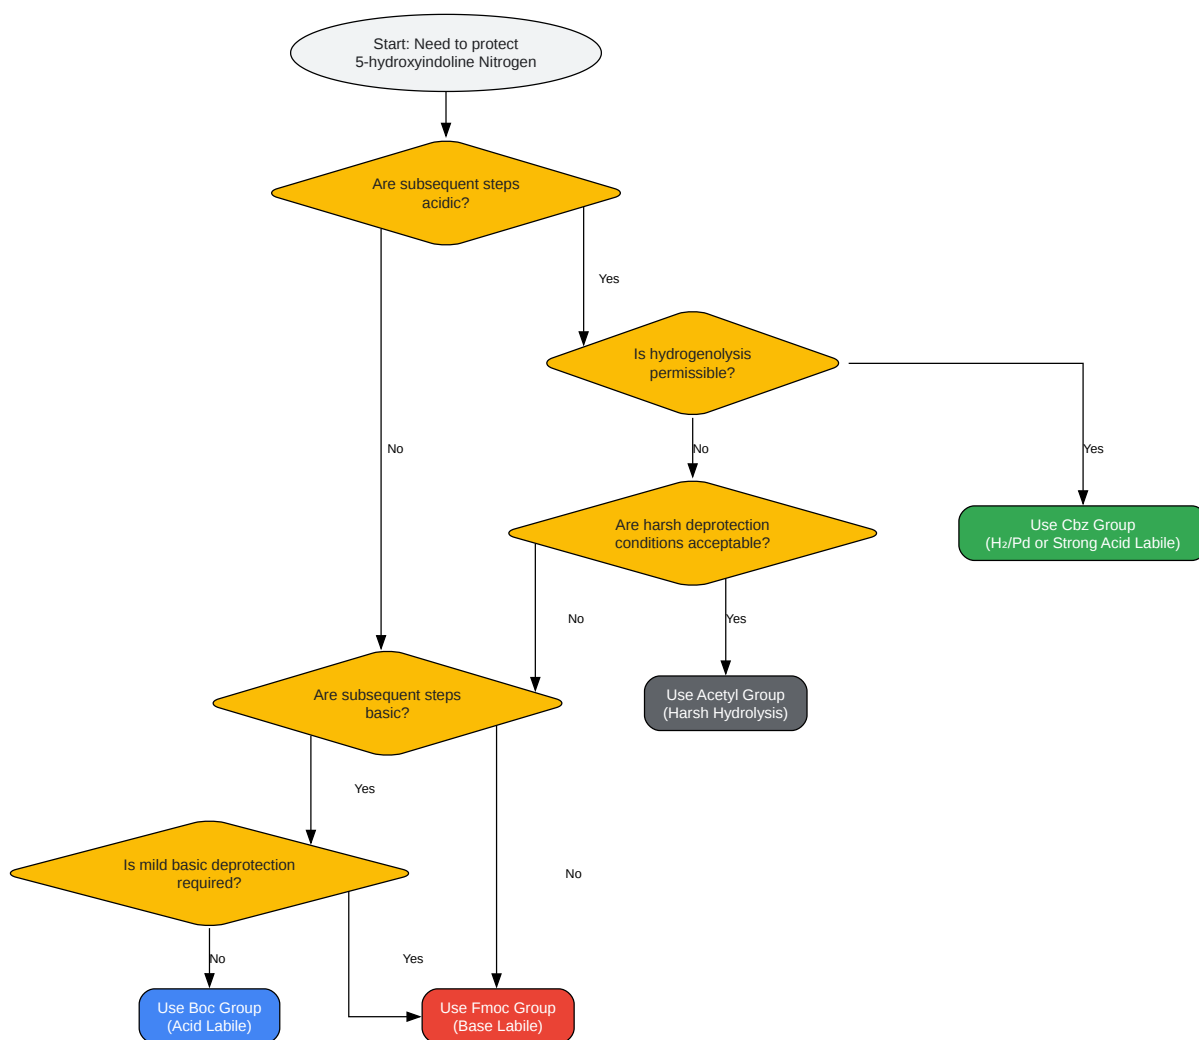 Start: Need to protect
5-hydroxyindoline Nitrogen
Are subsequent steps
acidic?
Yes
Is hydrogenolysis
permissible?
No
No
Yes
Are harsh deprotection
conditions acceptable?
Use Cbz Group
(H₂/Pd or Strong Acid Labile)
No
Yes
Are subsequent steps
basic?
Use Acetyl Group
(Harsh Hydrolysis)
Yes
Is mild basic deprotection
required?
No
No
Yes
Use Boc Group
(Acid Labile)
Use Fmoc Group
(Base Labile)